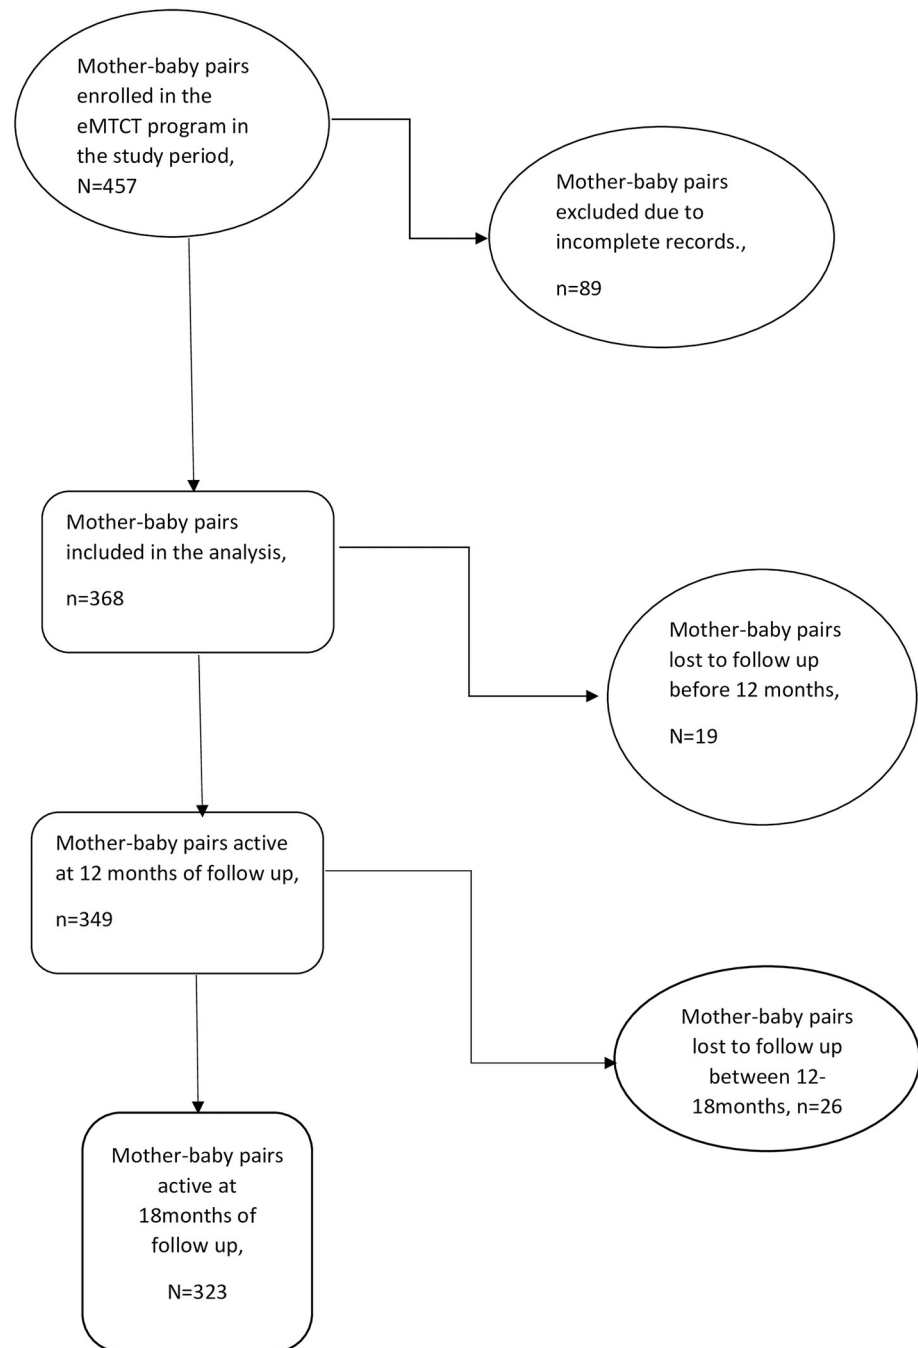 Mother-baby pairs
enrolled in the
eMTCT program in
the study period,
N=457
Mother-baby pairs
excluded due to
incomplete records.,
n=89
Mother-baby pairs
included in the analysis,
n=368
Mother-baby pairs
lost to follow up
before 12 months,
N=19
Mother-baby pairs active
at 12 months of follow up,
n=349
Mother-baby pairs
lost to follow up
between 12-
18months, n=26
Mother-baby pairs
active at
18months of
follow up,
N=323